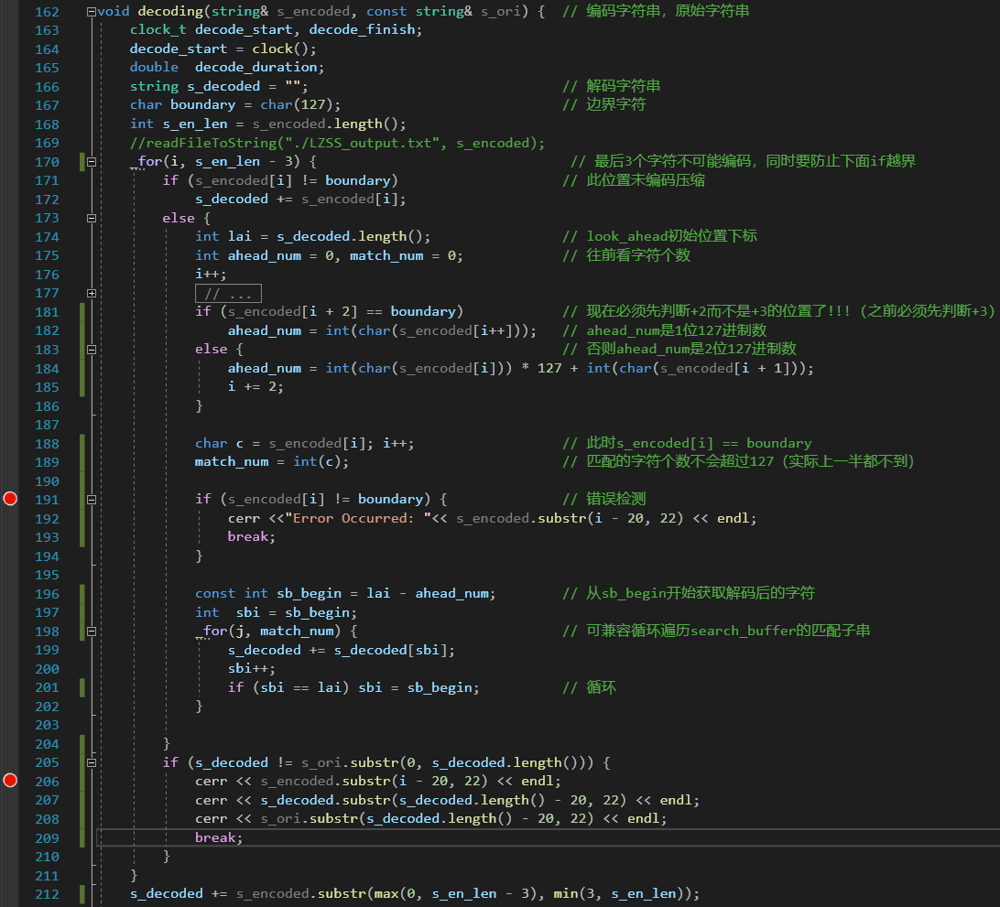 162 void decoding(string& s_encoded, const string& s_ori) {  // 编码字符串，原始字符串
163     clock_t decode_start, decode_finish;
164     decode_start = clock();
165     double  decode_duration;
166     string s_decoded = "";                               // 解码字符串
167     char boundary = char(127);                           // 边界字符
168     int s_en_len = s_encoded.length();
169     //readFileToString("./LZSS_output.txt", s_encoded);
170     _for(i, s_en_len - 3) {                               // 最后3个字符不可能编码，同时要防止下面if越界
171         if (s_encoded[i] != boundary)                    // 此位置未编码压缩
172             s_decoded += s_encoded[i];
173         else {
174             int lai = s_decoded.length();                // look_ahead初始位置下标
175             int ahead_num = 0, match_num = 0;            // 往前看字符个数
176             i++;
177             // ...
181             if (s_encoded[i + 2] == boundary)            // 现在必须先判断+2而不是+3的位置了!!!（之前必须先判断+3）
182                 ahead_num = int(char(s_encoded[i++]));   // ahead_num是1位127进制数
183             else {                                       // 否则ahead_num是2位127进制数
184                 ahead_num = int(char(s_encoded[i])) * 127 + int(char(s_encoded[i + 1]));
185                 i += 2;
186             }
187
188             char c = s_encoded[i]; i++;                  // 此时s_encoded[i] == boundary
189             match_num = int(c);                          // 匹配的字符个数不会超过127（实际上一半都不到）
190
191             if (s_encoded[i] != boundary) {              // 错误检测
192                 cerr <<"Error Occurred: "<< s_encoded.substr(i - 20, 22) << endl;
193                 break;
194             }
195
196             const int sb_begin = lai - ahead_num;        // 从sb_begin开始获取解码后的字符
197             int  sbi = sb_begin;
198             _for(j, match_num) {                         // 可兼容循环遍历search_buffer的匹配子串
199                 s_decoded += s_decoded[sbi];
200                 sbi++;
201                 if (sbi == lai) sbi = sb_begin;          // 循环
202             }
203
204         }
205         if (s_decoded != s_ori.substr(0, s_decoded.length())) {
206             cerr << s_encoded.substr(i - 20, 22) << endl;
207             cerr << s_decoded.substr(s_decoded.length() - 20, 22) << endl;
208             cerr << s_ori.substr(s_decoded.length() - 20, 22) << endl;
209             break;
210         }
211     }
212     s_decoded += s_encoded.substr(max(0, s_en_len - 3), min(3, s_en_len));